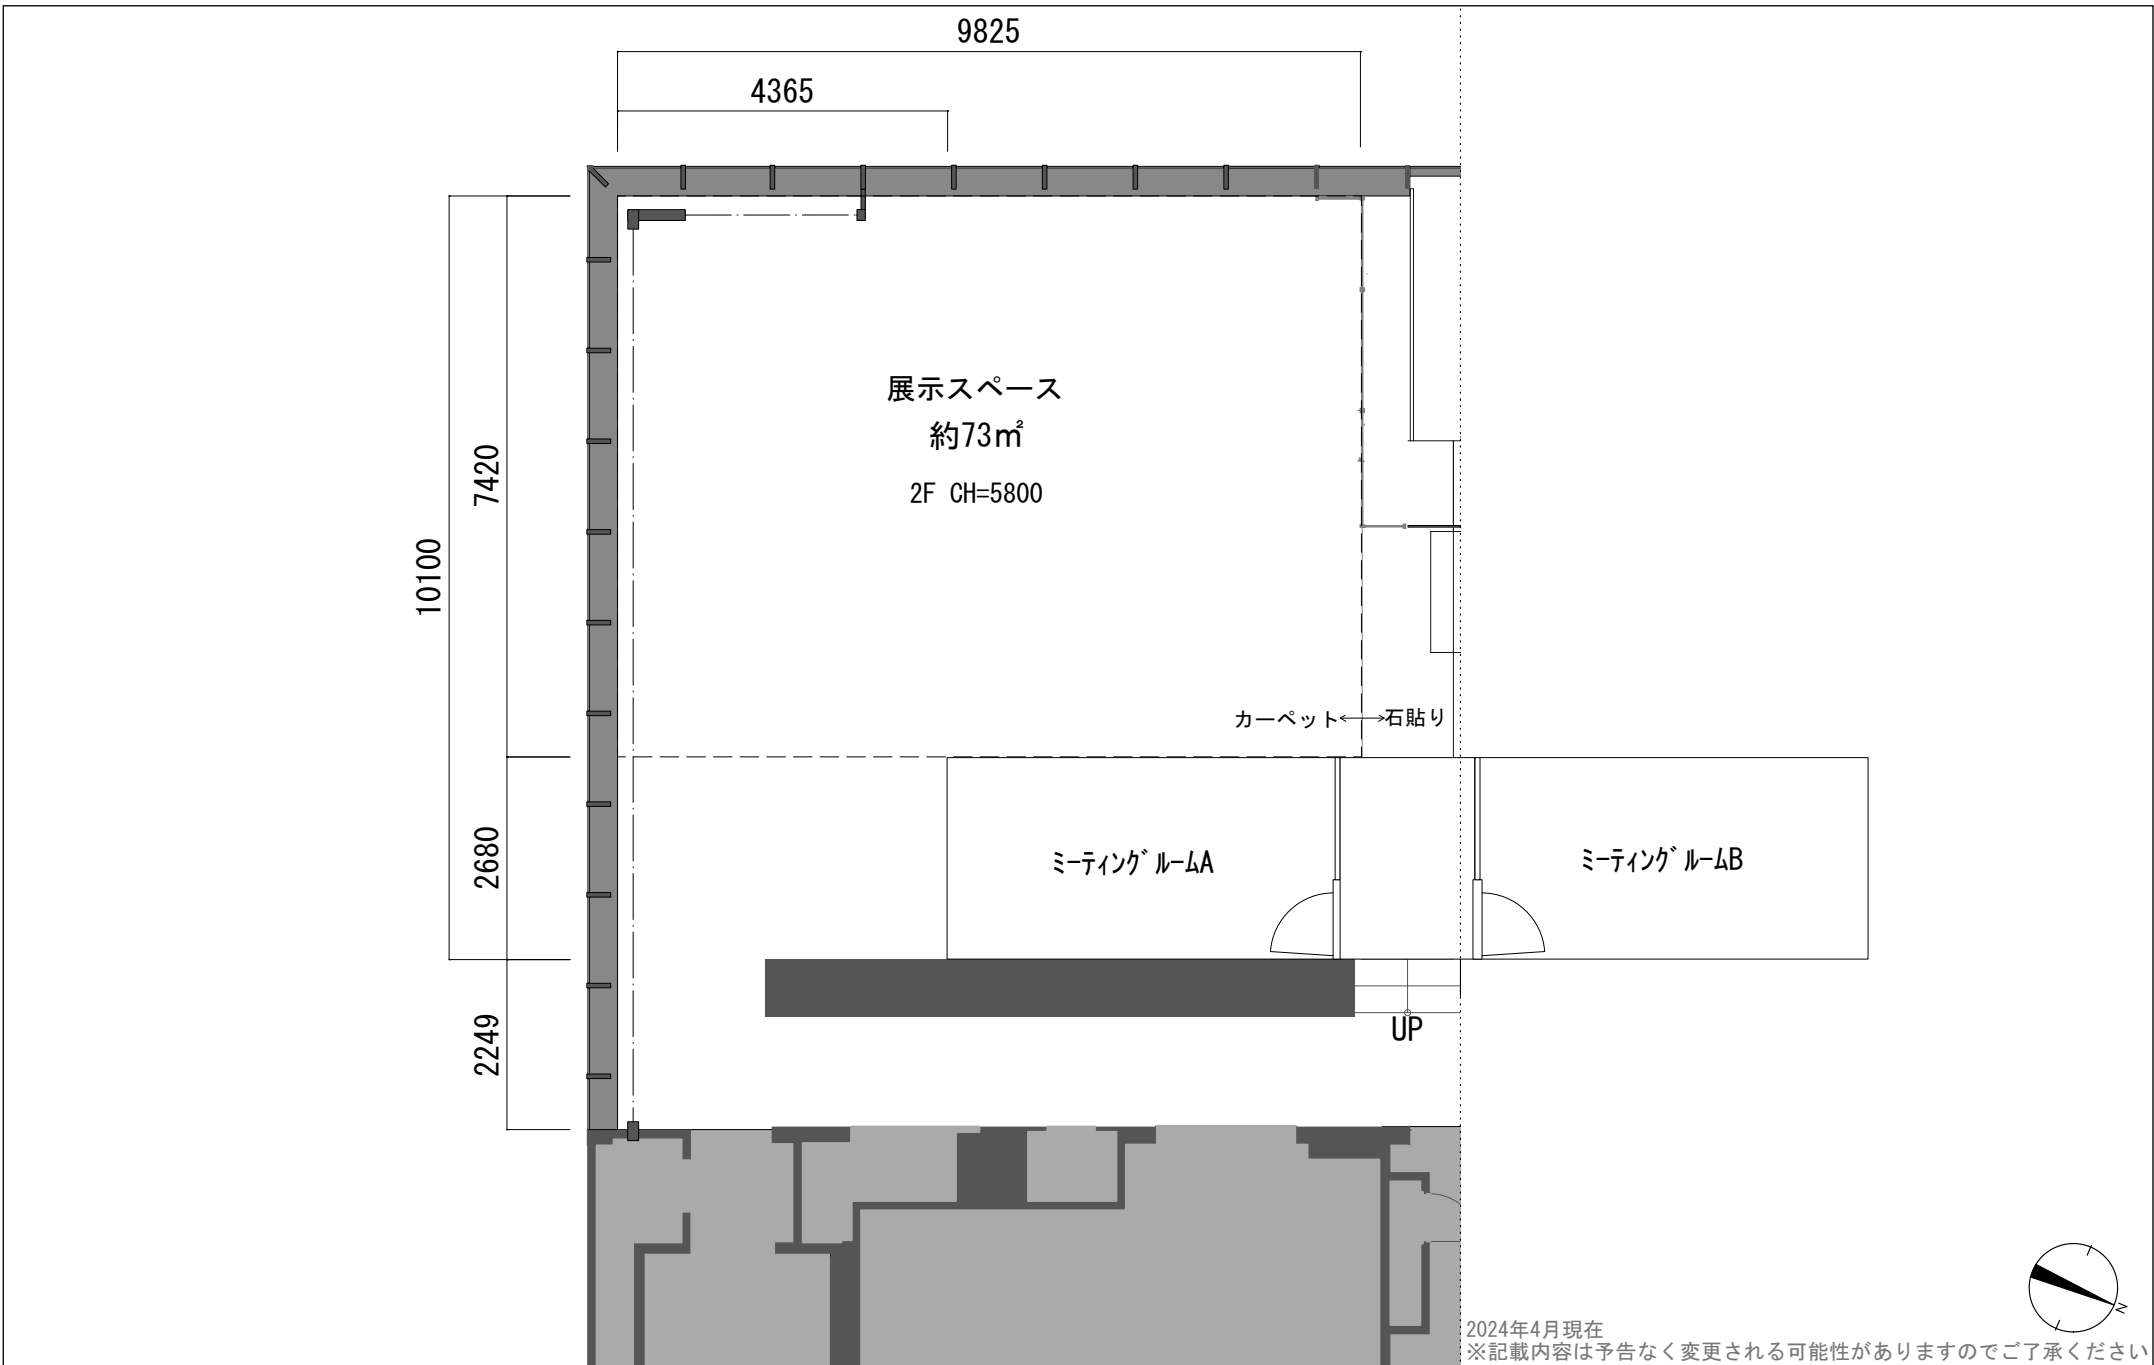 9825
4365
展示スペース
約73㎡
2F CH=5800
7420
10100
カーペット
石貼り
2680
ﾐｰﾃｨﾝｸﾞﾙｰﾑA
ﾐｰﾃｨﾝｸﾞﾙｰﾑB
2249
UP
N
2024年4月現在
※記載内容は予告なく変更される可能性がありますのでご了承ください